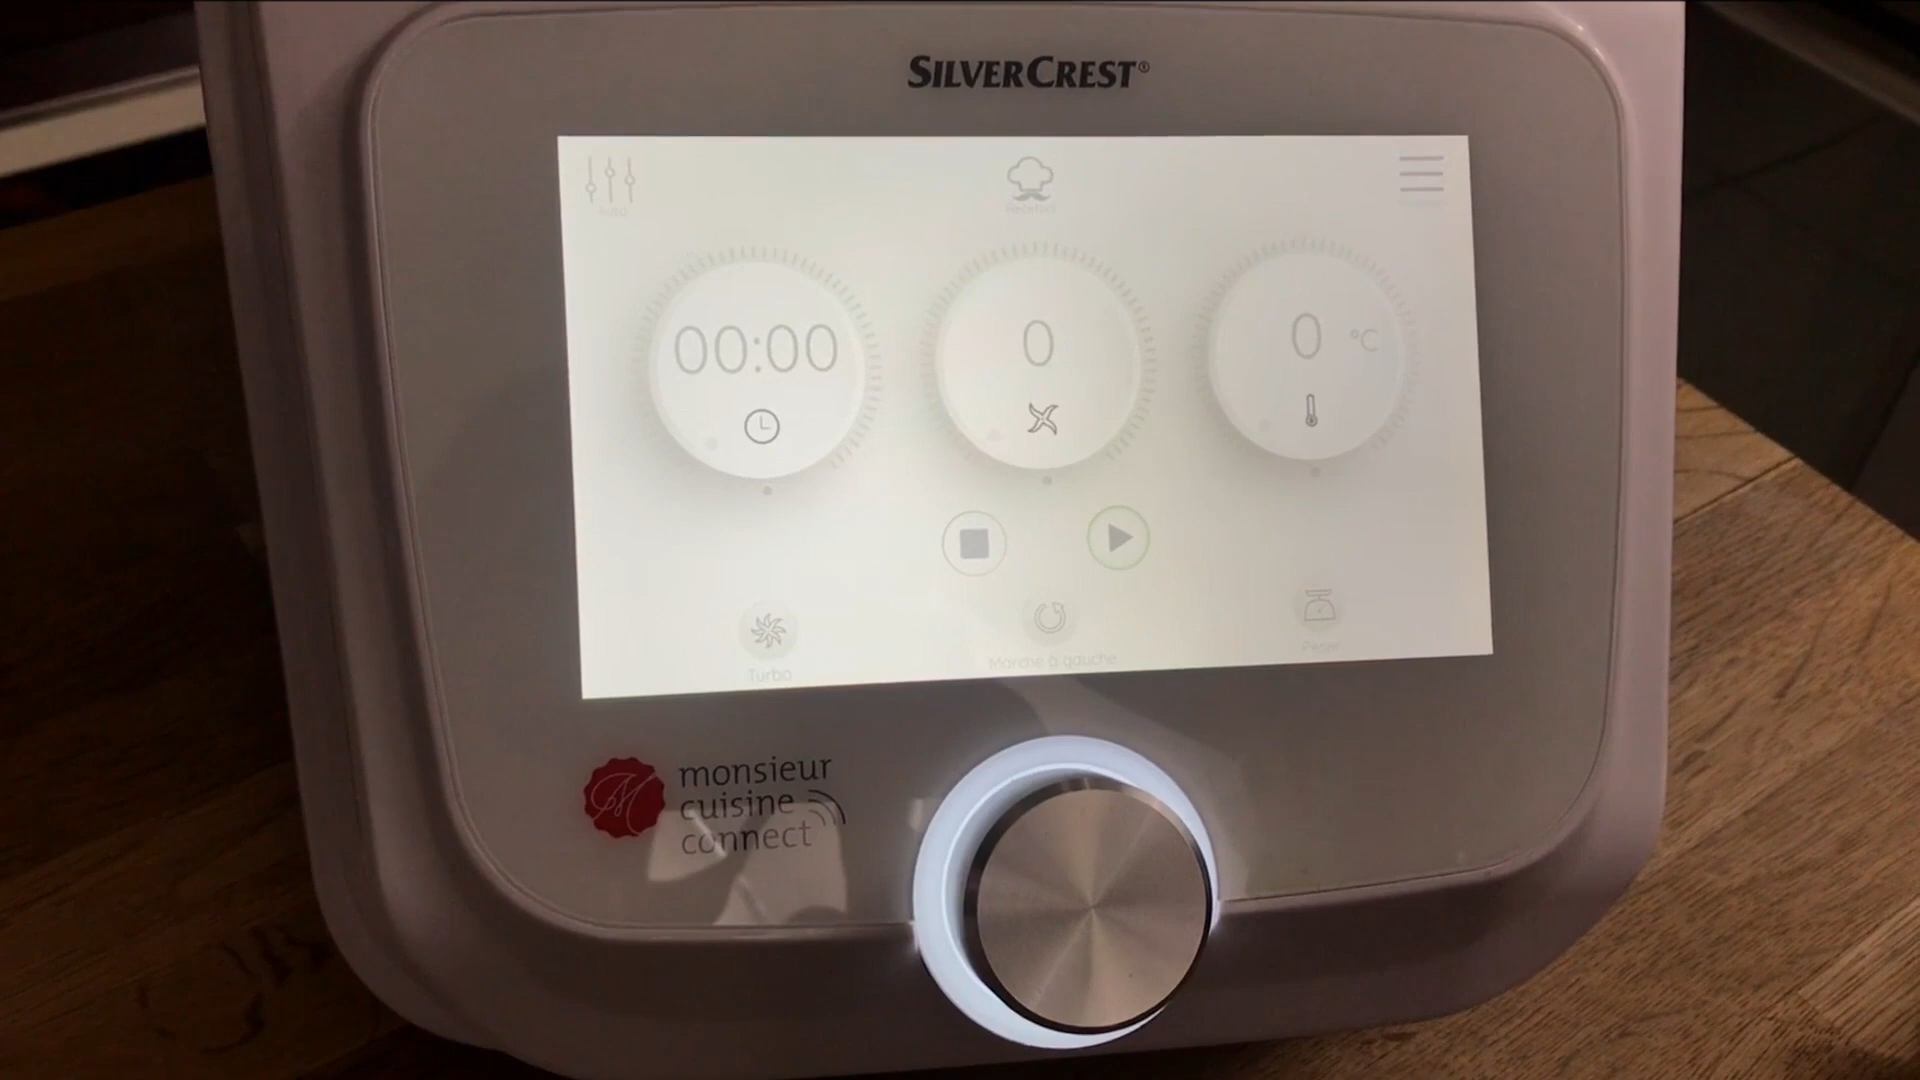 SILVERCREST®
00:00
0
0 °C
Turbo
Marche à gauche
Peser
monsieur
cuisine
connect